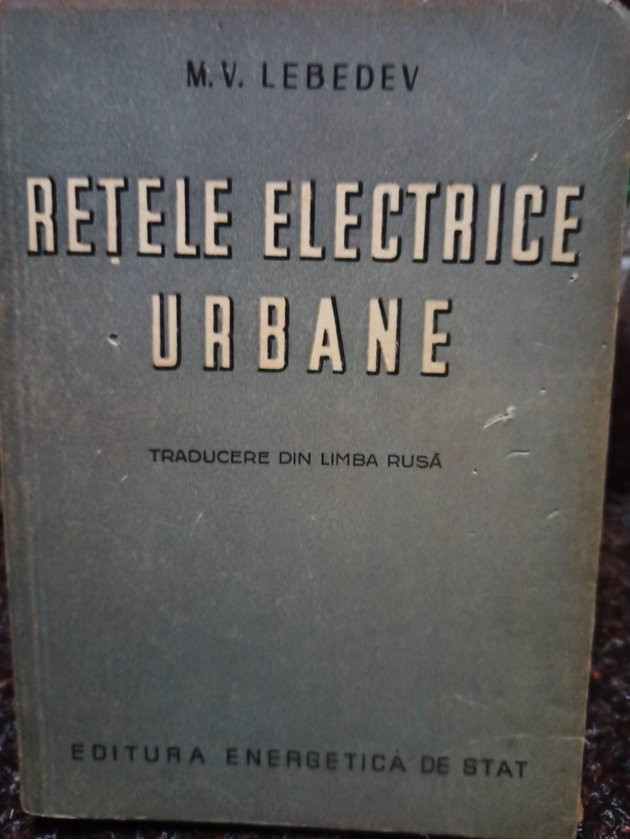 M.V. LEBEDEV
REȚELE ELECTRICE
URBANE
TRADUCERE DIN LIMBA RUSĂ
EDITURA ENERGETICĂ DE STAT